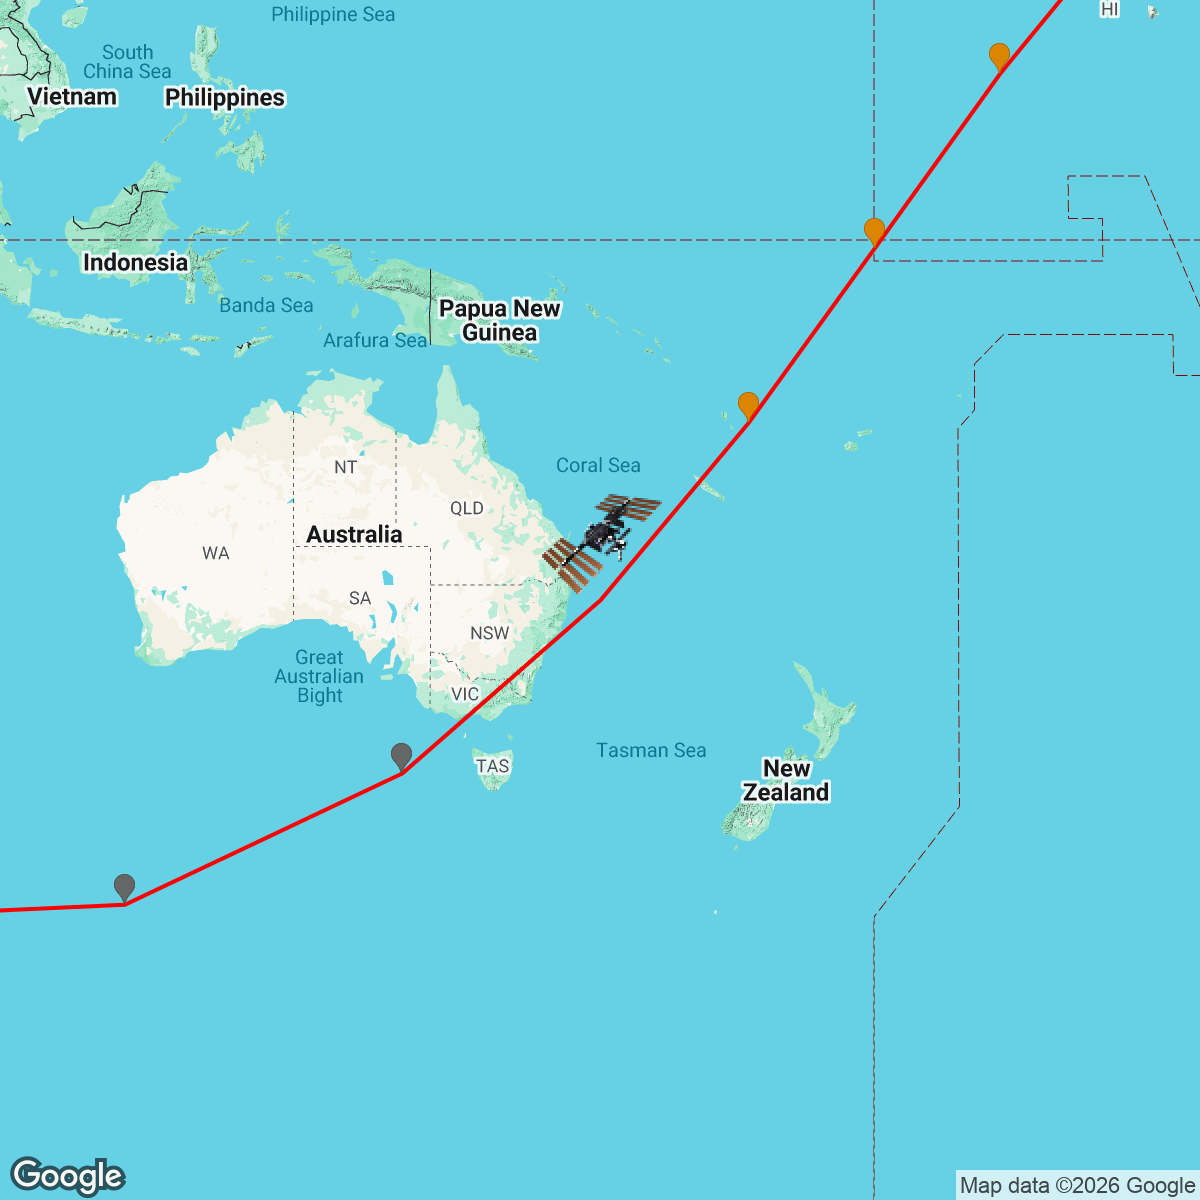 Philippine Sea
HI
South
China Sea
Vietnam
Philippines
Indonesia
Banda Sea
Papua New
Guinea
Arafura Sea
Coral Sea
NT
QLD
Australia
WA
SA
NSW
Great
Australian
Bight
VIC
TAS
Tasman Sea
New
Zealand
Google
Map data ©2026 Google